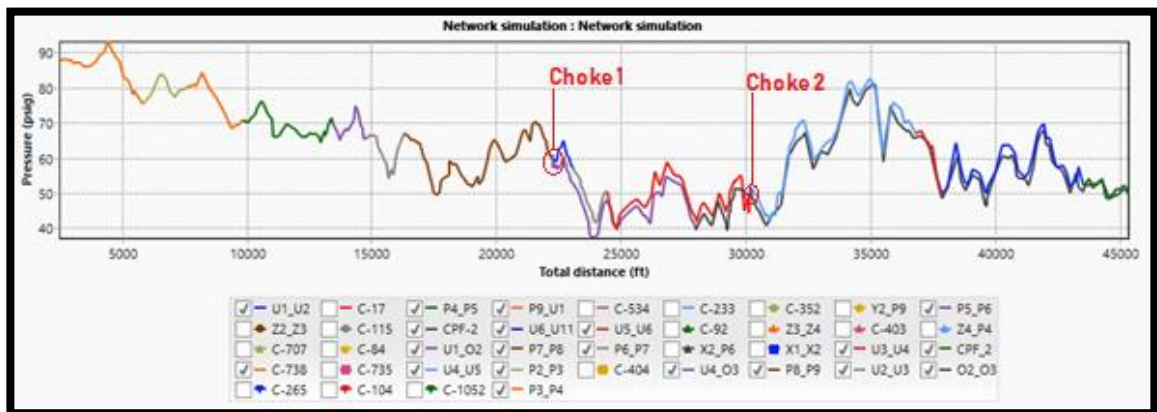 Network simulation : Network simulation
Choke 1
Choke 2
Pressure (psig)
90
80
70
60
50
40
5000 10000 15000 20000 25000 30000 35000 40000 45000
Total distance (ft)
U1_U2 C-17 P4_P5 P9_U1 C-534 C-233 C-352 Y2_P9 P5_P6
Z2_Z3 C-115 CPF-2 U6_U11 U5_U6 C-92 Z3_Z4 C-403 Z4_P4
C-707 C-84 U1_O2 P7_P8 P6_P7 X2_P6 X1_X2 U3_U4 CPF_2
C-738 C-735 U4_U5 P2_P3 C-404 U4_O3 P8_P9 U2_U3 O2_O3
C-265 C-104 C-1052 P3_P4